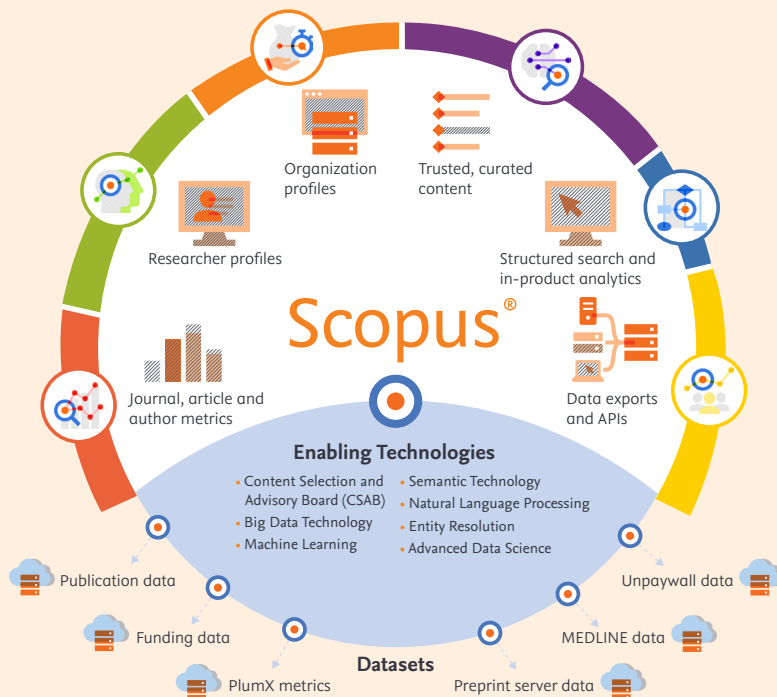 Organization
profiles
Trusted, curated
content
Researcher profiles
Structured search and
in-product analytics
Scopus®
Journal, article and
author metrics
Data exports
and APIs
Enabling Technologies
• Content Selection and
Advisory Board (CSAB)
• Big Data Technology
• Machine Learning
• Semantic Technology
• Natural Language Processing
• Entity Resolution
• Advanced Data Science
Publication data
Unpaywall data
Funding data
MEDLINE data
Datasets
PlumX metrics
Preprint server data